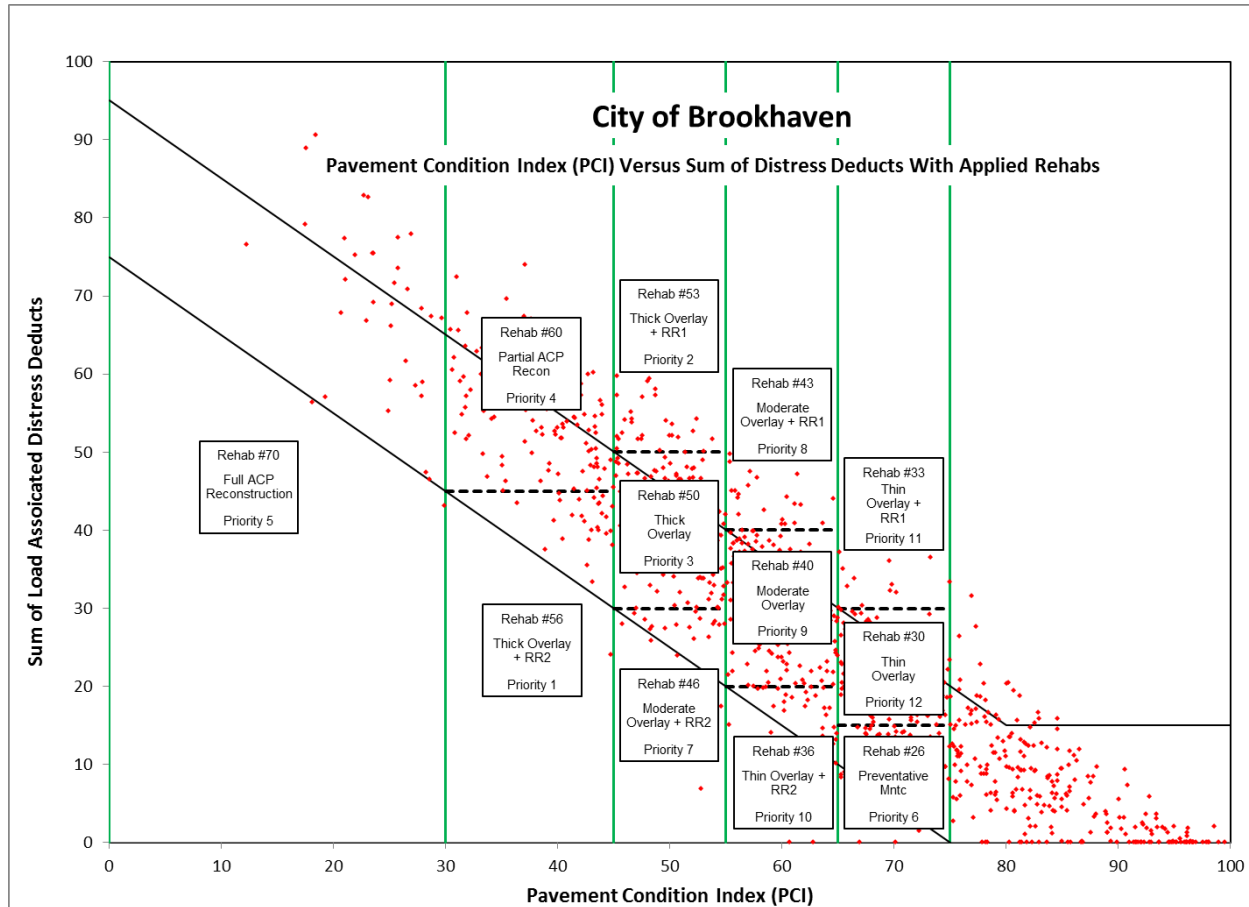 City of Brookhaven
Pavement Condition Index (PCI) Versus Sum of Distress Deducts With Applied Rehabs
Sum of Load Assoicated Distress Deducts
100
90
80
70
60
50
40
30
20
10
0
Rehab #70
Full ACP
Reconstruction
Priority 5
Rehab #60
Partial ACP
Recon
Priority 4
Rehab #56
Thick Overlay
+ RR2
Priority 1
Rehab #53
Thick Overlay
+ RR1
Priority 2
Rehab #50
Thick
Overlay
Priority 3
Rehab #46
Moderate
Overlay + RR2
Priority 7
Rehab #43
Moderate
Overlay + RR1
Priority 8
Rehab #40
Moderate
Overlay
Priority 9
Rehab #36
Thin Overlay +
RR2
Priority 10
Rehab #33
Thin
Overlay +
RR1
Priority 11
Rehab #30
Thin
Overlay
Priority 12
Rehab #26
Preventative
Mntc
Priority 6
0 10 20 30 40 50 60 70 80 90 100
Pavement Condition Index (PCI)